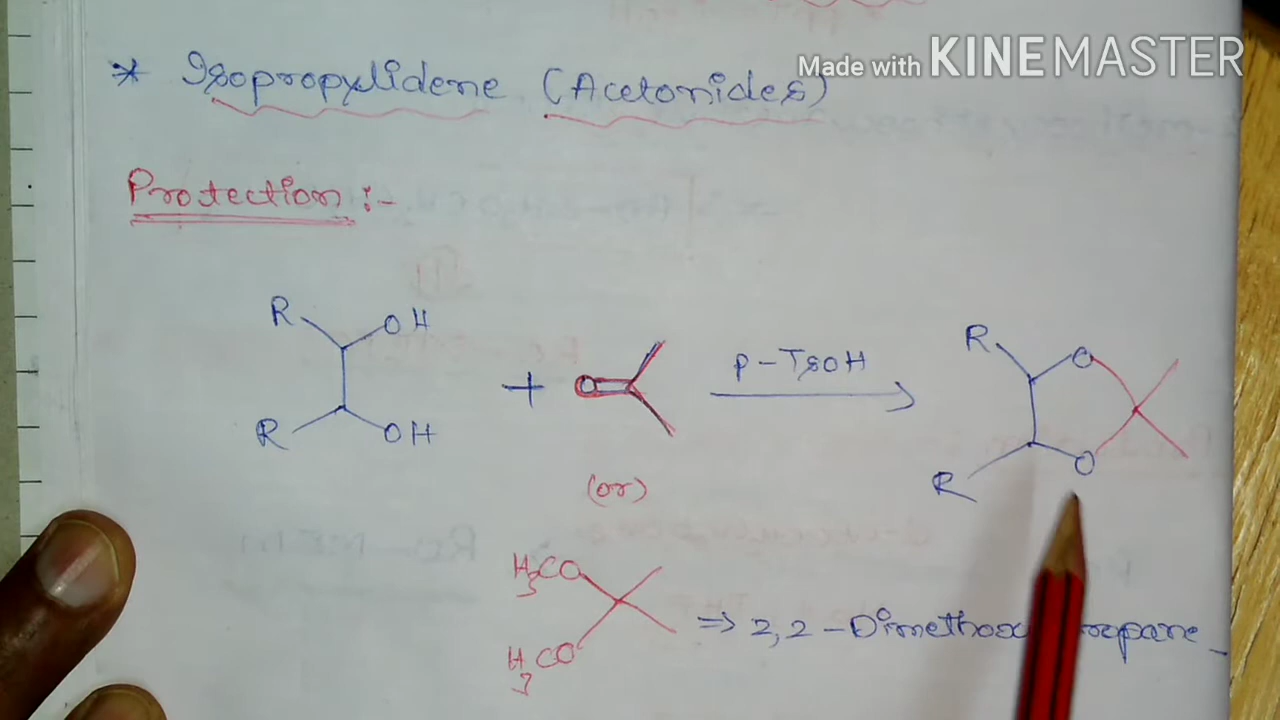 Made with KINEMASTER
* Isopropylidene (Acetonides)
Protection :-
R OH
R OH
+ O
p-TsOH
R O
R O
(or)
H3CO
H3CO
⇒ 2,2-Dimethox